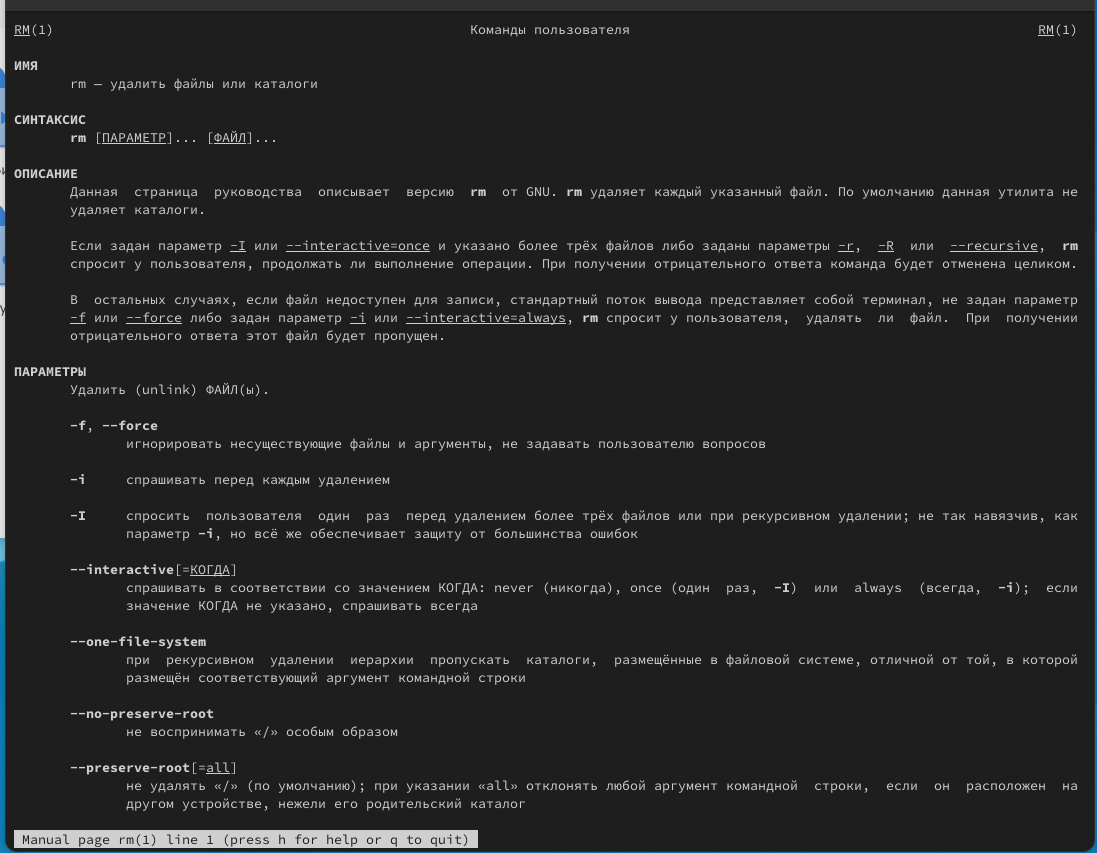 RM(1) Команды пользователя RM(1)
ИМЯ
rm — удалить файлы или каталоги
СИНТАКСИС
rm [ПАРАМЕТР]... [ФАЙЛ]...
ОПИСАНИЕ
Данная страница руководства описывает версию rm от GNU. rm удаляет каждый указанный файл. По умолчанию данная утилита не
удаляет каталоги.
Если задан параметр -I или --interactive=once и указано более трёх файлов либо заданы параметры -r, -R или --recursive, rm
спросит у пользователя, продолжать ли выполнение операции. При получении отрицательного ответа команда будет отменена целиком.
В остальных случаях, если файл недоступен для записи, стандартный поток вывода представляет собой терминал, не задан параметр
-f или --force либо задан параметр -i или --interactive=always, rm спросит у пользователя, удалять ли файл. При получении
отрицательного ответа этот файл будет пропущен.
ПАРАМЕТРЫ
Удалить (unlink) ФАЙЛ(ы).
-f, --force
игнорировать несуществующие файлы и аргументы, не задавать пользователю вопросов
-i спрашивать перед каждым удалением
-I спросить пользователя один раз перед удалением более трёх файлов или при рекурсивном удалении; не так навязчив, как
параметр -i, но всё же обеспечивает защиту от большинства ошибок
--interactive[=КОГДА]
спрашивать в соответствии со значением КОГДА: never (никогда), once (один раз, -I) или always (всегда, -i); если
значение КОГДА не указано, спрашивать всегда
--one-file-system
при рекурсивном удалении иерархии пропускать каталоги, размещённые в файловой системе, отличной от той, в которой
размещён соответствующий аргумент командной строки
--no-preserve-root
не воспринимать «/» особым образом
--preserve-root[=all]
не удалять «/» (по умолчанию); при указании «all» отклонять любой аргумент командной строки, если он расположен на
другом устройстве, нежели его родительский каталог
Manual page rm(1) line 1 (press h for help or q to quit)